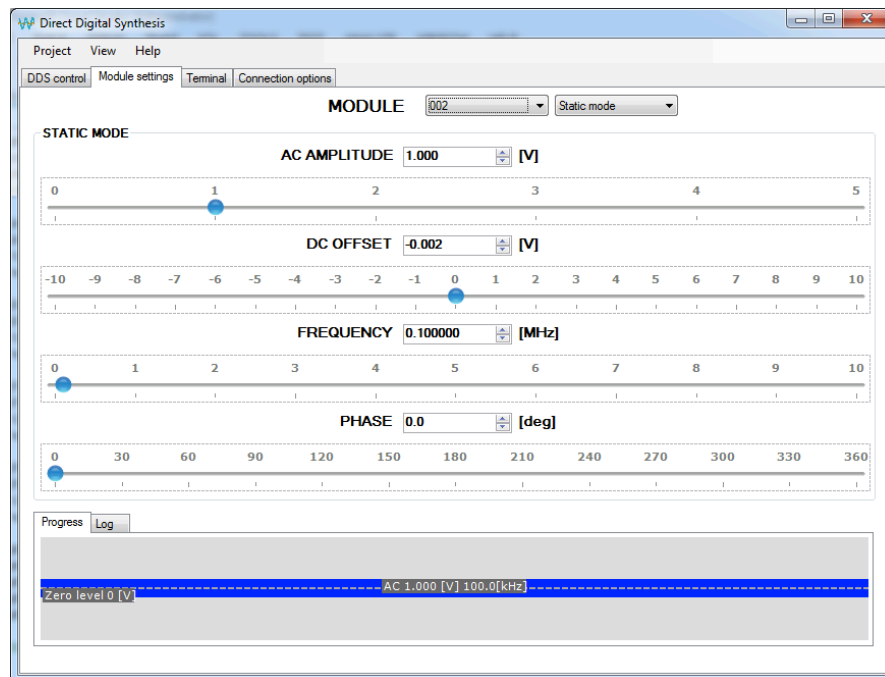 Direct Digital Synthesis
Project View Help
DDS control Module settings Terminal Connection options
MODULE 002 Static mode
STATIC MODE
AC AMPLITUDE 1.000 [V]
0 1 2 3 4 5
DC OFFSET -0.002 [V]
-10 -9 -8 -7 -6 -5 -4 -3 -2 -1 0 1 2 3 4 5 6 7 8 9 10
FREQUENCY 0.100000 [MHz]
0 1 2 3 4 5 6 7 8 9 10
PHASE 0.0 [deg]
0 30 60 90 120 150 180 210 240 270 300 330 360
Progress Log
AC 1.000 [V] 100.0[kHz]
Zero level 0 [V]